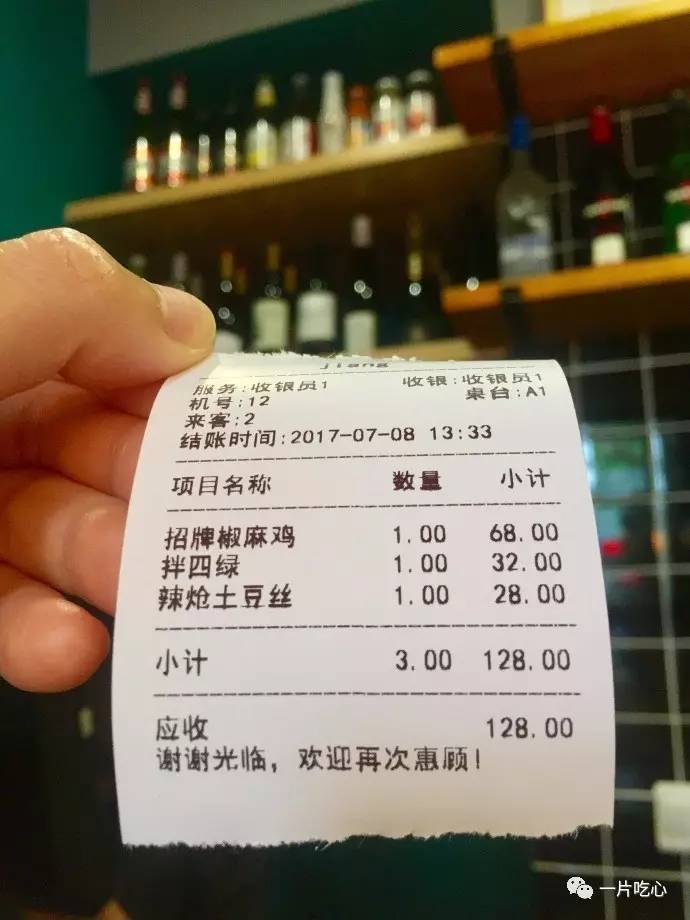 jiang
服务:收银员1 收银:收银员1
机号:12 桌台:A1
来客:2
结账时间:2017-07-08 13:33
项目名称 数量 小计
招牌椒麻鸡 1.00 68.00
拌四绿 1.00 32.00
辣炝土豆丝 1.00 28.00
小计 3.00 128.00
应收 128.00
谢谢光临，欢迎再次惠顾！
一片吃心